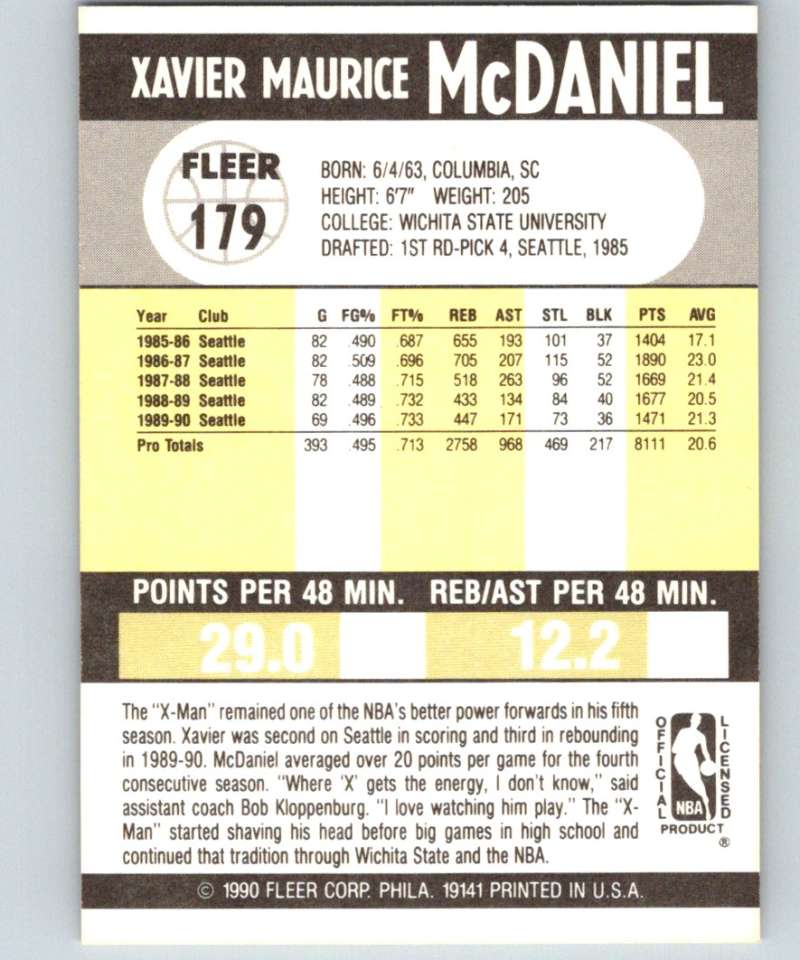 XAVIER MAURICE McDANIEL
FLEER
179
BORN: 6/4/63, COLUMBIA, SC
HEIGHT: 6'7" WEIGHT: 205
COLLEGE: WICHITA STATE UNIVERSITY
DRAFTED: 1ST RD-PICK 4, SEATTLE, 1985
Year Club G FG% FT% REB AST STL BLK PTS AVG
1985-86 Seattle 82 .490 .687 655 193 101 37 1404 17.1
1986-87 Seattle 82 .509 .696 705 207 115 52 1890 23.0
1987-88 Seattle 78 .488 .715 518 263 96 52 1669 21.4
1988-89 Seattle 82 .489 .732 433 134 84 40 1677 20.5
1989-90 Seattle 69 .496 .733 447 171 73 36 1471 21.3
Pro Totals 393 .495 .713 2758 968 469 217 8111 20.6
POINTS PER 48 MIN. REB/AST PER 48 MIN.
29.0 12.2
The "X-Man" remained one of the NBA's better power forwards in his fifth
season. Xavier was second on Seattle in scoring and third in rebounding
in 1989-90. McDaniel averaged over 20 points per game for the fourth
consecutive season. "Where 'X' gets the energy, I don't know," said
assistant coach Bob Kloppenburg. "I love watching him play." The "X-
Man" started shaving his head before big games in high school and
continued that tradition through Wichita State and the NBA.
OFFICIAL
NBA
LICENSED
PRODUCT
®
© 1990 FLEER CORP. PHILA. 19141 PRINTED IN U.S.A.